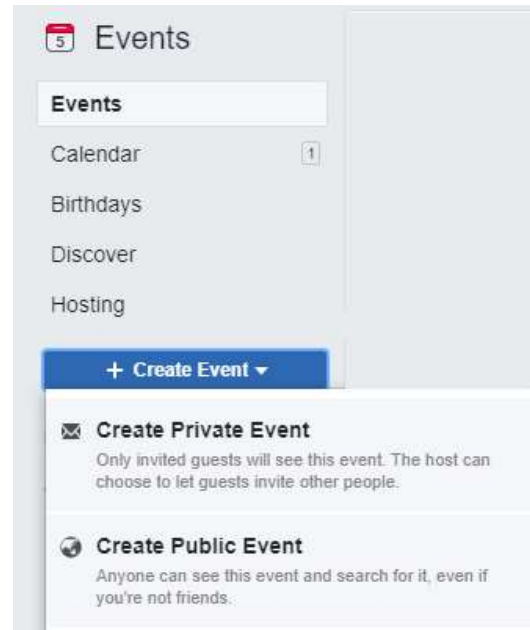 5 Events
Events
Calendar 1
Birthdays
Discover
Hosting
+ Create Event
Create Private Event
Only invited guests will see this event. The host can
choose to let guests invite other people.
Create Public Event
Anyone can see this event and search for it, even if
you're not friends.